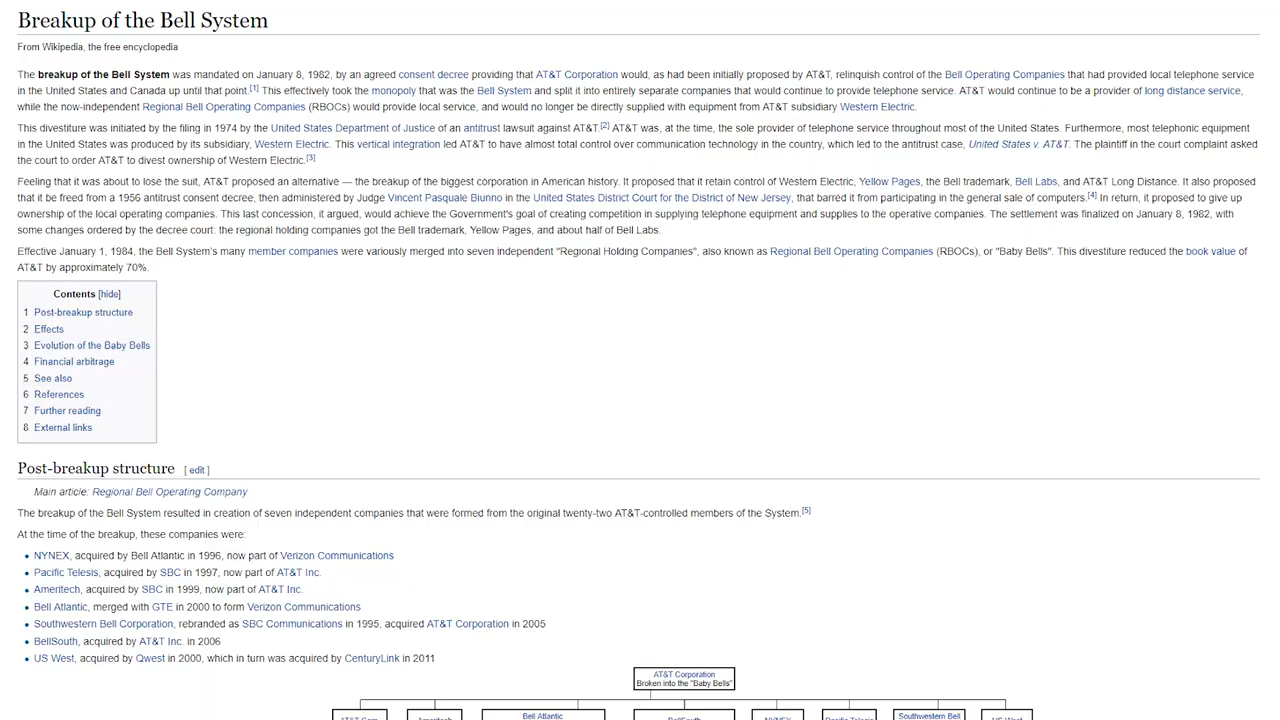 Breakup of the Bell System
From Wikipedia, the free encyclopedia
The breakup of the Bell System was mandated on January 8, 1982, by an agreed consent decree providing that AT&T Corporation would, as had been initially proposed by AT&T, relinquish control of the Bell Operating Companies that had provided local telephone service
in the United States and Canada up until that point.[1] This effectively took the monopoly that was the Bell System and split it into entirely separate companies that would continue to provide telephone service. AT&T would continue to be a provider of long distance service,
while the now-independent Regional Bell Operating Companies (RBOCs) would provide local service, and would no longer be directly supplied with equipment from AT&T subsidiary Western Electric.
This divestiture was initiated by the filing in 1974 by the United States Department of Justice of an antitrust lawsuit against AT&T.[2] AT&T was, at the time, the sole provider of telephone service throughout most of the United States. Furthermore, most telephonic equipment
in the United States was produced by its subsidiary, Western Electric. This vertical integration led AT&T to have almost total control over communication technology in the country, which led to the antitrust case, United States v. AT&T. The plaintiff in the court complaint asked
the court to order AT&T to divest ownership of Western Electric.[3]
Feeling that it was about to lose the suit, AT&T proposed an alternative — the breakup of the biggest corporation in American history. It proposed that it retain control of Western Electric, Yellow Pages, the Bell trademark, Bell Labs, and AT&T Long Distance. It also proposed
that it be freed from a 1956 antitrust consent decree, then administered by Judge Vincent Pasquale Biunno in the United States District Court for the District of New Jersey, that barred it from participating in the general sale of computers.[4] In return, it proposed to give up
ownership of the local operating companies. This last concession, it argued, would achieve the Government's goal of creating competition in supplying telephone equipment and supplies to the operative companies. The settlement was finalized on January 8, 1982, with
some changes ordered by the decree court: the regional holding companies got the Bell trademark, Yellow Pages, and about half of Bell Labs.
Effective January 1, 1984, the Bell System's many member companies were variously merged into seven independent "Regional Holding Companies", also known as Regional Bell Operating Companies (RBOCs), or "Baby Bells". This divestiture reduced the book value of
AT&T by approximately 70%.
Contents [hide]
1 Post-breakup structure
2 Effects
3 Evolution of the Baby Bells
4 Financial arbitrage
5 See also
6 References
7 Further reading
8 External links
Post-breakup structure [ edit ]
Main article: Regional Bell Operating Company
The breakup of the Bell System resulted in creation of seven independent companies that were formed from the original twenty-two AT&T-controlled members of the System.[5]
At the time of the breakup, these companies were:
• NYNEX, acquired by Bell Atlantic in 1996, now part of Verizon Communications
• Pacific Telesis, acquired by SBC in 1997, now part of AT&T Inc.
• Ameritech, acquired by SBC in 1999, now part of AT&T Inc.
• Bell Atlantic, merged with GTE in 2000 to form Verizon Communications
• Southwestern Bell Corporation, rebranded as SBC Communications in 1995, acquired AT&T Corporation in 2005
• BellSouth, acquired by AT&T Inc. in 2006
• US West, acquired by Qwest in 2000, which in turn was acquired by CenturyLink in 2011
AT&T Corporation
Broken into the "Baby Bells"
Bell Atlantic
Southwestern Bell